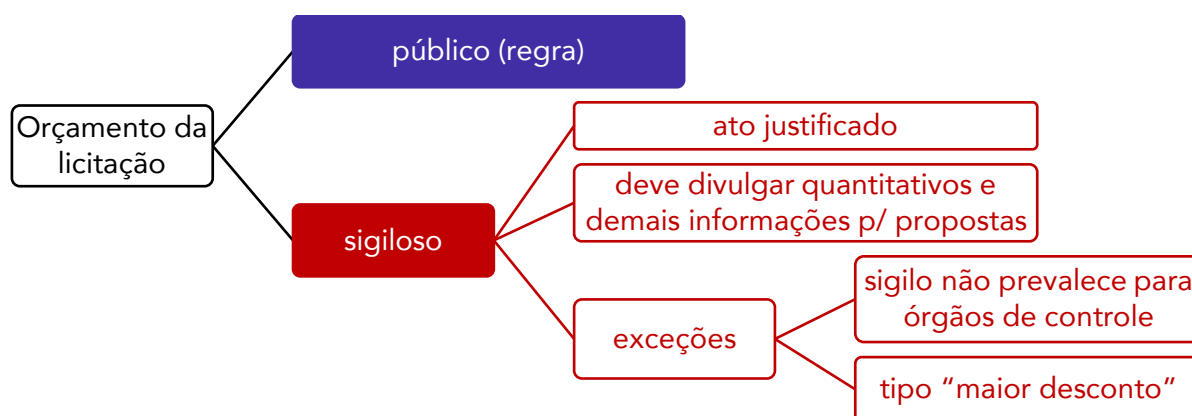 público (regra)
Orçamento da
licitação
sigiloso
ato justificado
deve divulgar quantitativos e
demais informações p/ propostas
exceções
sigilo não prevalece para
órgãos de controle
tipo “maior desconto”